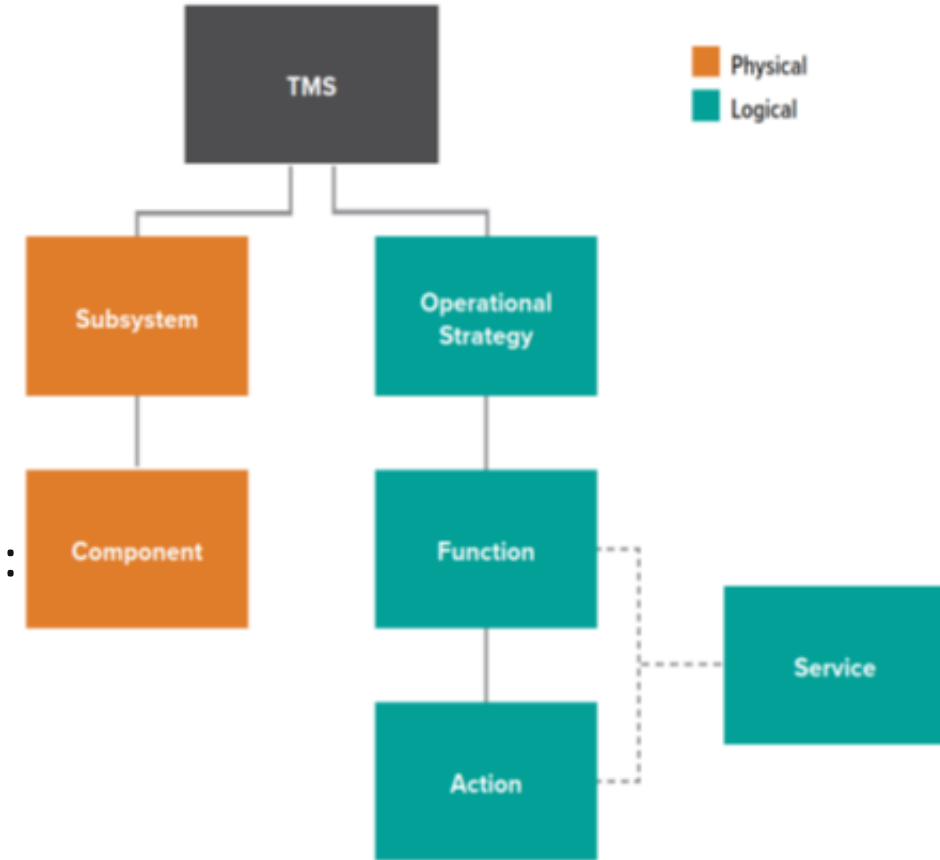 TMS
Physical
Logical
Subsystem
Operational
Strategy
:
Component
Function
Service
Action